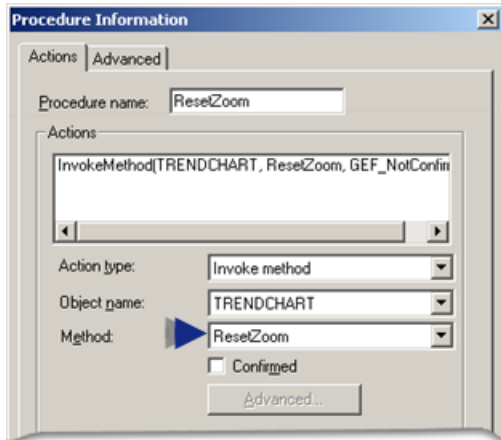 Procedure Information
Actions
Advanced
Procedure name:
ResetZoom
Actions
InvokeMethod(TRENDCHART, ResetZoom, GEF_NotConfirm
Action type:
Invoke method
Object name:
TRENDCHART
Method:
ResetZoom
Confirmed
Advanced...